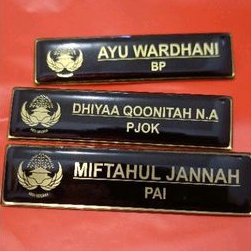 AYU WARDHANI
BP
DHIYAA QOONITAH N.A
PJOK
MIFTAHUL JANNAH
PAI